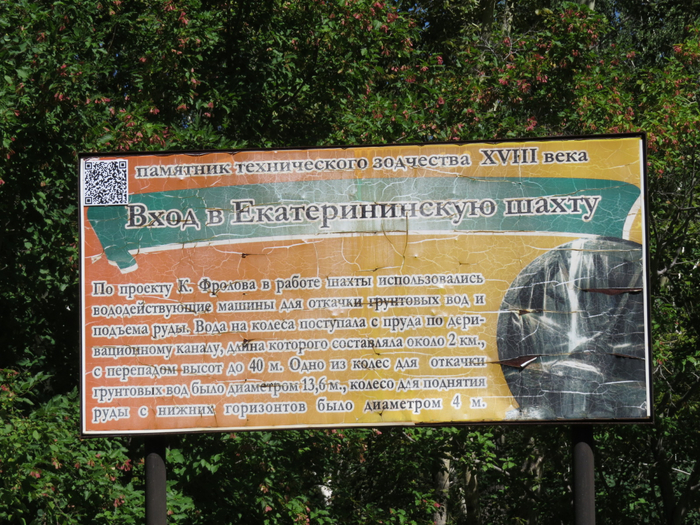 памятник технического зодчества XVIII века
Вход в Екатерининскую шахту
По проекту К. Фролова в работе шахты использовались
вододействующие машины для откачки грунтовых вод и
подъема руды. Вода на колеса поступала с пруда по дери-
вационному каналу, длина которого составляла около 2 км.,
с перепадом высот до 40 м. Одно из колес для откачки
грунтовых вод было диаметром 13,6 м., колесо для поднятия
руды с нижних горизонтов было диаметром 4 м.